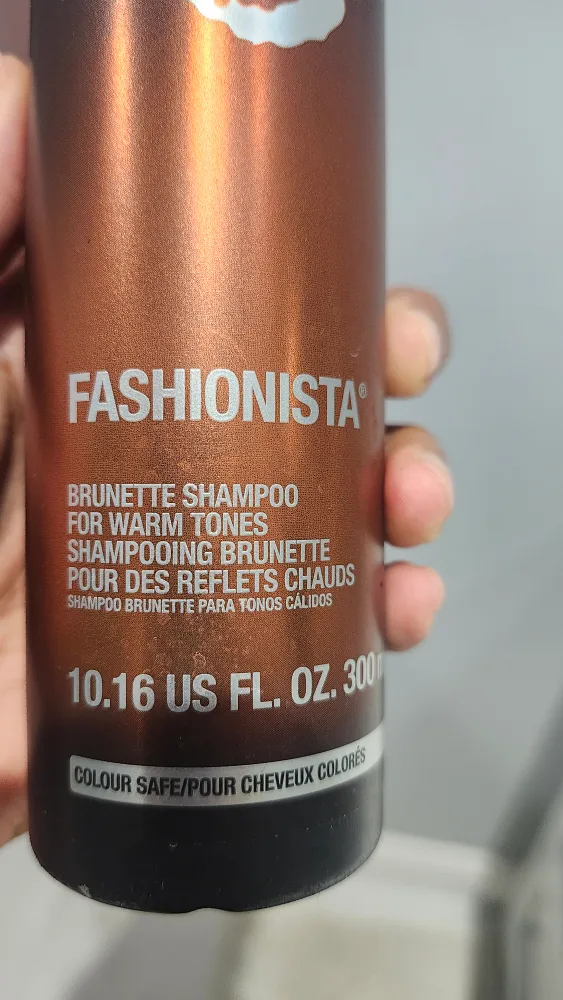 FASHIONISTA®
BRUNETTE SHAMPOO
FOR WARM TONES
SHAMPOOING BRUNETTE
POUR DES REFLETS CHAUDS
SHAMPOO BRUNETTE PARA TONOS CÁLIDOS
10.16 US FL. OZ. 300
COLOUR SAFE/POUR CHEVEUX COLORÉS